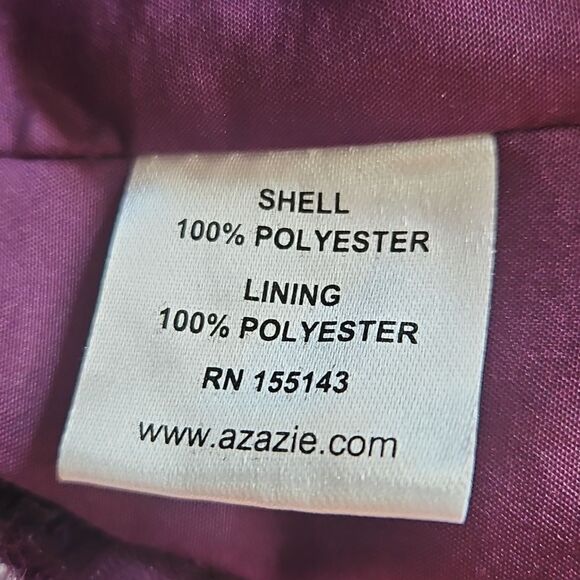 SHELL
100% POLYESTER
LINING
100% POLYESTER
RN 155143
www.azazie.com